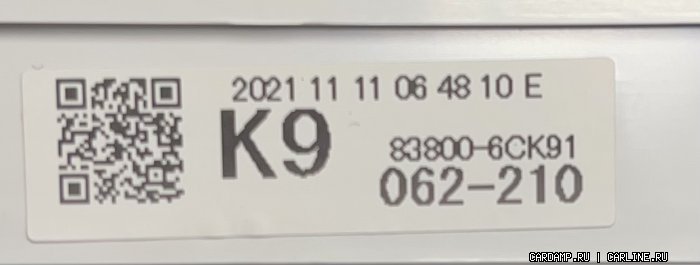 2021 11 11 06 48 10 E
K9
83800-6CK91
062-210
CARDAMP.RU | CARLINE.RU